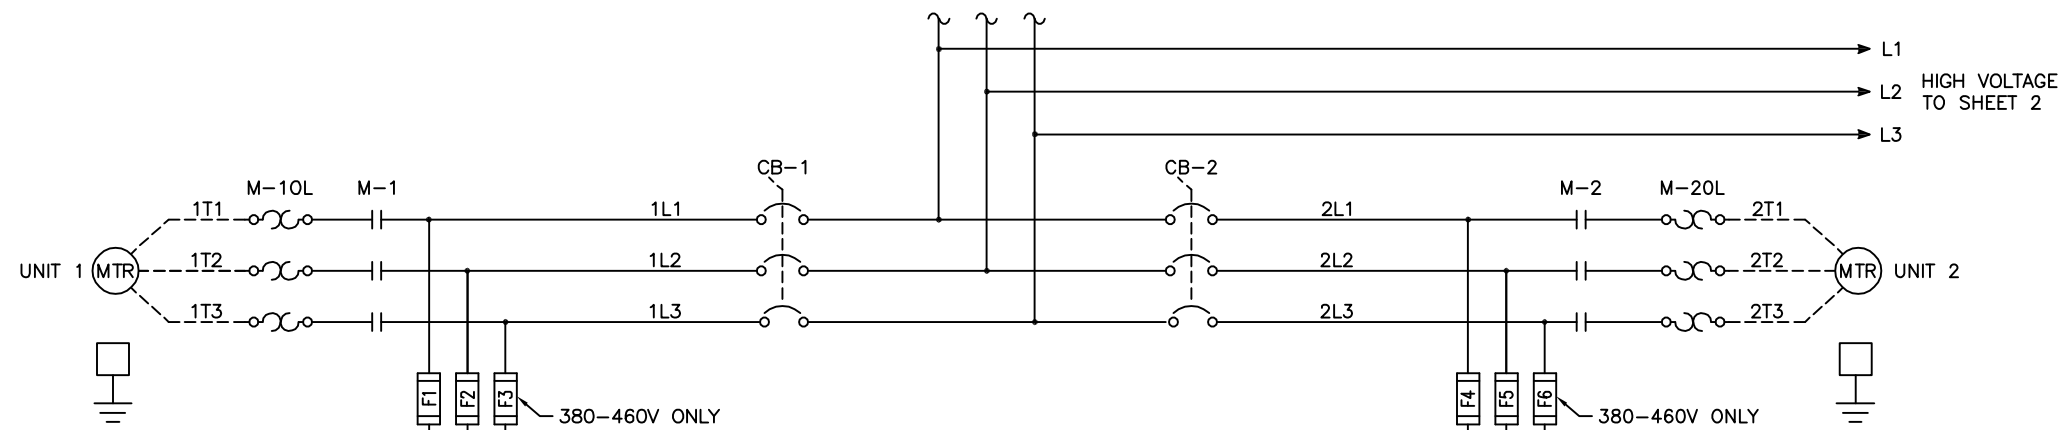 L1
HIGH VOLTAGE
L2
TO SHEET 2
L3
CB-1
CB-2
M-1OL
M-1
M-2
M-2OL
1T1
1L1
2L1
2T1
UNIT 1
MTR
1T2
1L2
2L2
2T2
MTR
UNIT 2
1T3
1L3
2L3
2T3
F1
F2
F3
380-460V ONLY
F4
F5
F6
380-460V ONLY